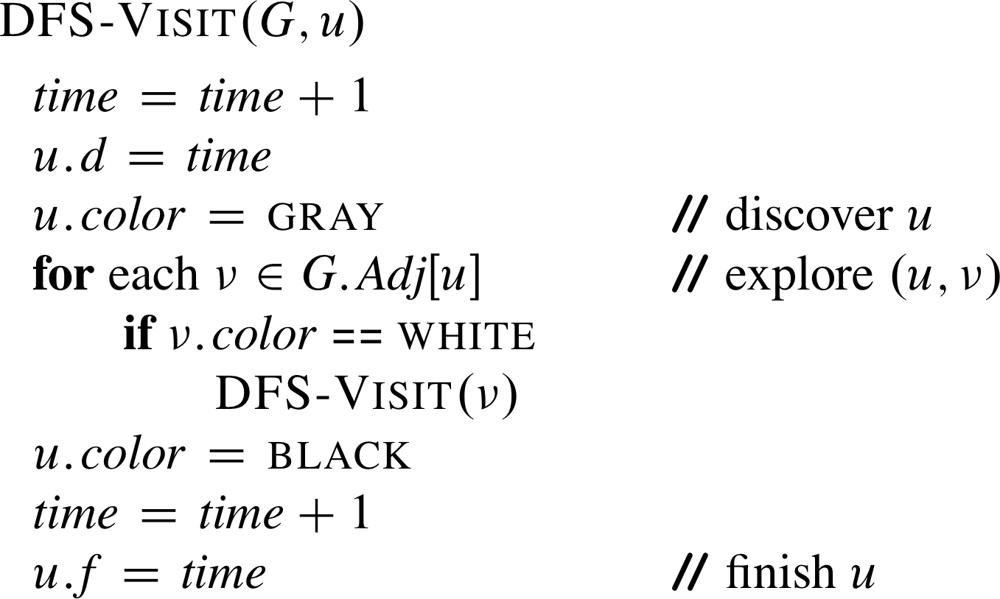 DFS-VISIT(G, u)
time = time + 1
u.d = time
u.color = GRAY // discover u
for each v ∈ G.Adj[u] // explore (u, v)
if v.color == WHITE
DFS-VISIT(v)
u.color = BLACK
time = time + 1
u.f = time // finish u